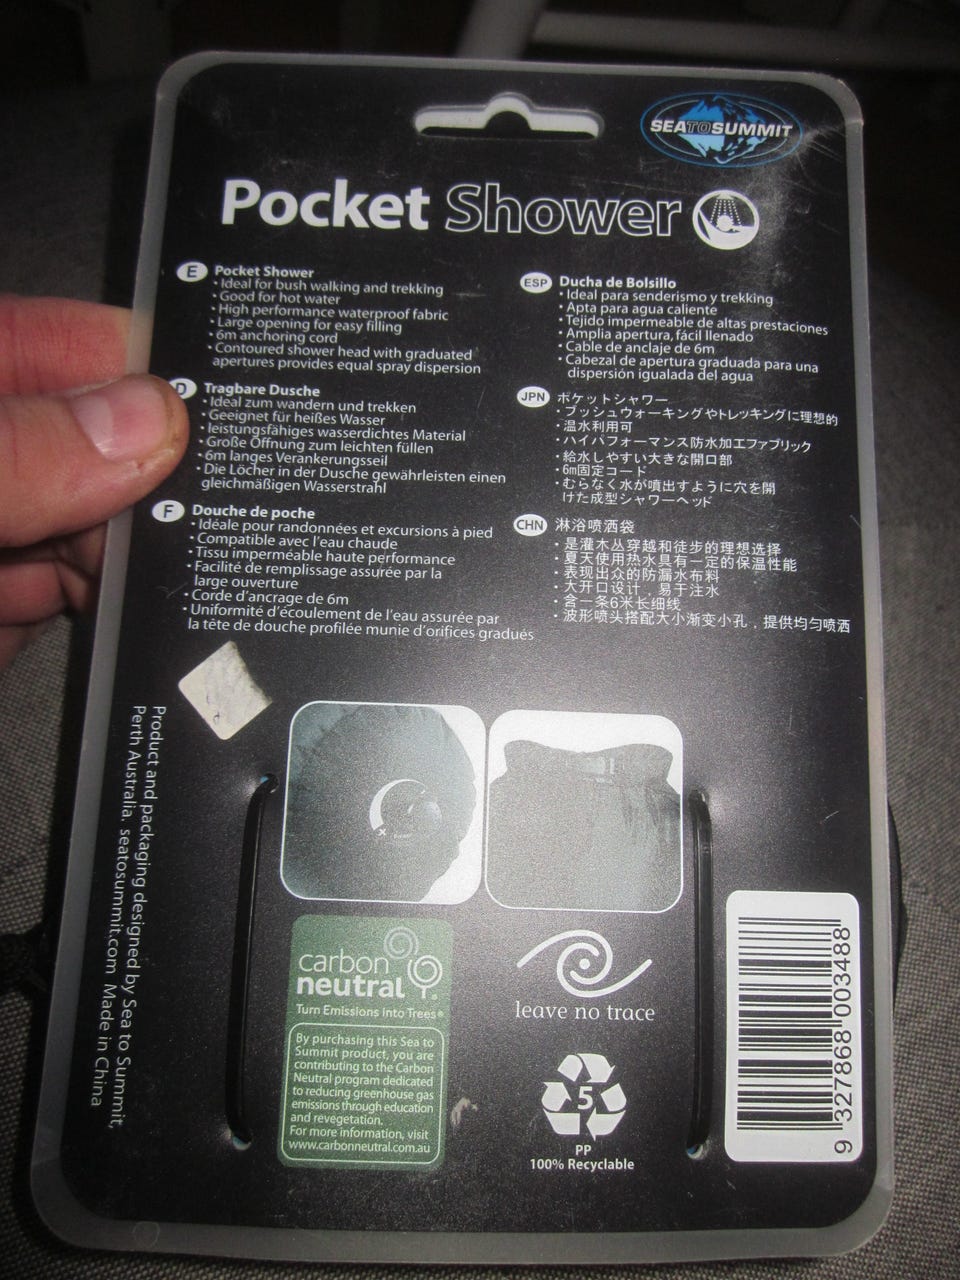 SEATOSUMMIT
Pocket Shower
E Pocket Shower
• Ideal for bush walking and trekking
• Good for hot water
• High performance waterproof fabric
• Large opening for easy filling
• 6m anchoring cord
• Contoured shower head with graduated
apertures provides equal spray dispersion
D Tragbare Dusche
• Ideal zum wandern und trekken
• Geeignet für heißes Wasser
• leistungsfähiges wasserdichtes Material
• Große Öffnung zum leichten füllen
• 6m langes Verankerungsseil
• Die Löcher in der Dusche gewährleisten einen
gleichmäßigen Wasserstrahl
F Douche de poche
• Idéale pour randonnées et excursions à pied
• Compatible avec l'eau chaude
• Tissu imperméable haute performance
• Facilité de remplissage assurée par la
large ouverture
• Corde d'ancrage de 6m
• Uniformité d'écoulement de l'eau assurée par
la tête de douche profilée munie d'orifices gradués
ESP Ducha de Bolsillo
• Ideal para senderismo y trekking
• Apta para agua caliente
• Tejido impermeable de altas prestaciones
• Amplia apertura, fácil llenado
• Cable de anclaje de 6m
• Cabezal de apertura graduada para una
dispersión igualada del agua
JPN ポケットシャワー
• ブッシュウォーキングやトレッキングに理想的
• 温水利用可
• ハイパフォーマンス防水加工エファブリック
• 給水しやすい大きな開口部
• 6m固定コード
• むらなく水が噴出すように穴を開
けた成型シャワーヘッド
CHN 淋浴喷洒袋
• 是灌木丛穿越和徒步的理想选择
• 夏天使用热水具有一定的保温性能
• 表现出众的防漏水布料
• 大开口设计，易于注水
• 含一条6米长细线
• 波形喷头搭配大小渐变小孔，提供均匀喷洒
Product and packaging designed by Sea to Summit,
Perth Australia. seatosummit.com Made in China
carbon
neutral
Turn Emissions Into Trees®
By purchasing this Sea to
Summit product, you are
contributing to the Carbon
Neutral program dedicated
to reducing greenhouse gas
emissions through education
and revegetation.
For more information, visit
www.carbonneutral.com.au
leave no trace
5
PP
100% Recyclable
9 327868 003488